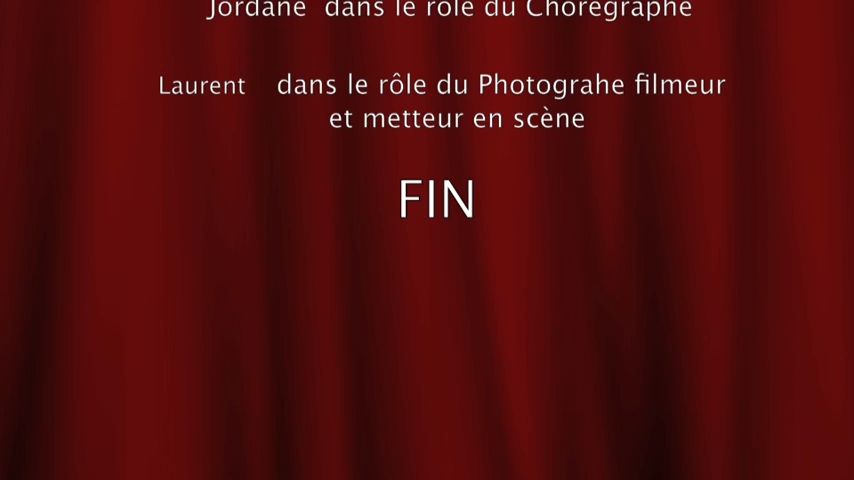 Jordane dans le rôle du Chorégraphe
Laurent dans le rôle du Photograhe filmeur
et metteur en scène
FIN